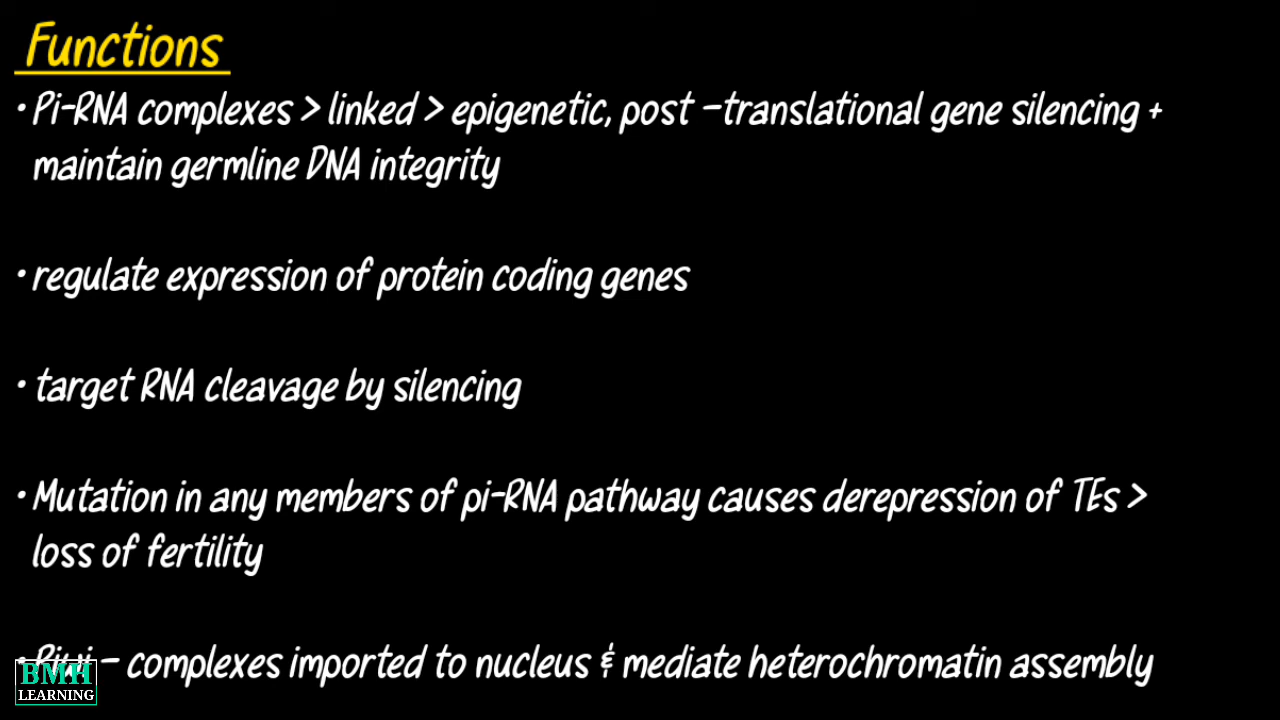 Functions
• Pi-RNA complexes > linked > epigenetic, post -translational gene silencing +
maintain germline DNA integrity
• regulate expression of protein coding genes
• target RNA cleavage by silencing
• Mutation in any members of pi-RNA pathway causes derepression of TEs >
loss of fertility
• Piwi - complexes imported to nucleus & mediate heterochromatin assembly
BMH
LEARNING